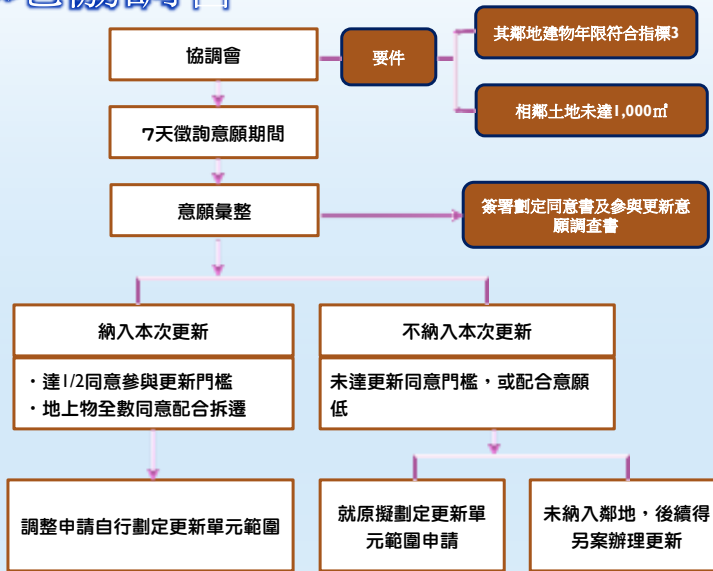 協調會
要件
其鄰地建物年限符合指標3
相鄰土地未達1,000㎡
7天徵詢意願期間
意願彙整
簽署劃定同意書及參與更新意
願調查書
納入本次更新
・達1/2同意參與更新門檻
・地上物全數同意配合拆遷
不納入本次更新
未達更新同意門檻，或配合意願
低
調整申請自行劃定更新單元範圍
就原擬劃定更新單
元範圍申請
未納入鄰地，後續得
另案辦理更新